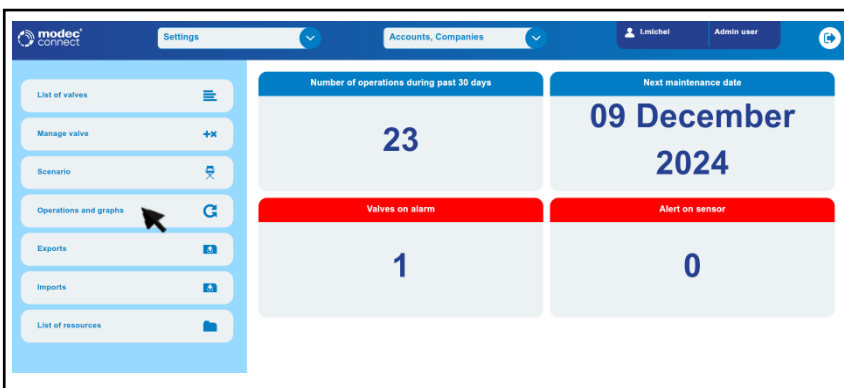 modec
connect
Settings
Accounts, Companies
l.michel
Admin user
List of valves
Manage valve
Scenario
Operations and graphs
Exports
Imports
List of resources
Number of operations during past 30 days
23
Next maintenance date
09 December
2024
Valves on alarm
1
Alert on sensor
0